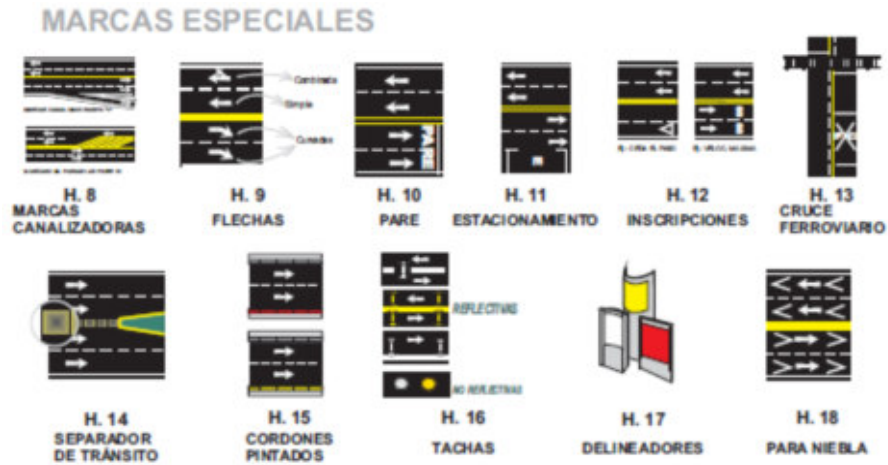 MARCAS ESPECIALES
Combinada
Simple
Curvadas
PARE
E
H. 8
MARCAS
CANALIZADORAS
H. 9
FLECHAS
H. 10
PARE
H. 11
ESTACIONAMIENTO
H. 12
INSCRIPCIONES
H. 13
CRUCE
FERROVIARIO
REFLECTIVAS
NO REFLECTIVAS
H. 14
SEPARADOR
DE TRÁNSITO
H. 15
CORDONES
PINTADOS
H. 16
TACHAS
H. 17
DELINEADORES
H. 18
PARA NIEBLA